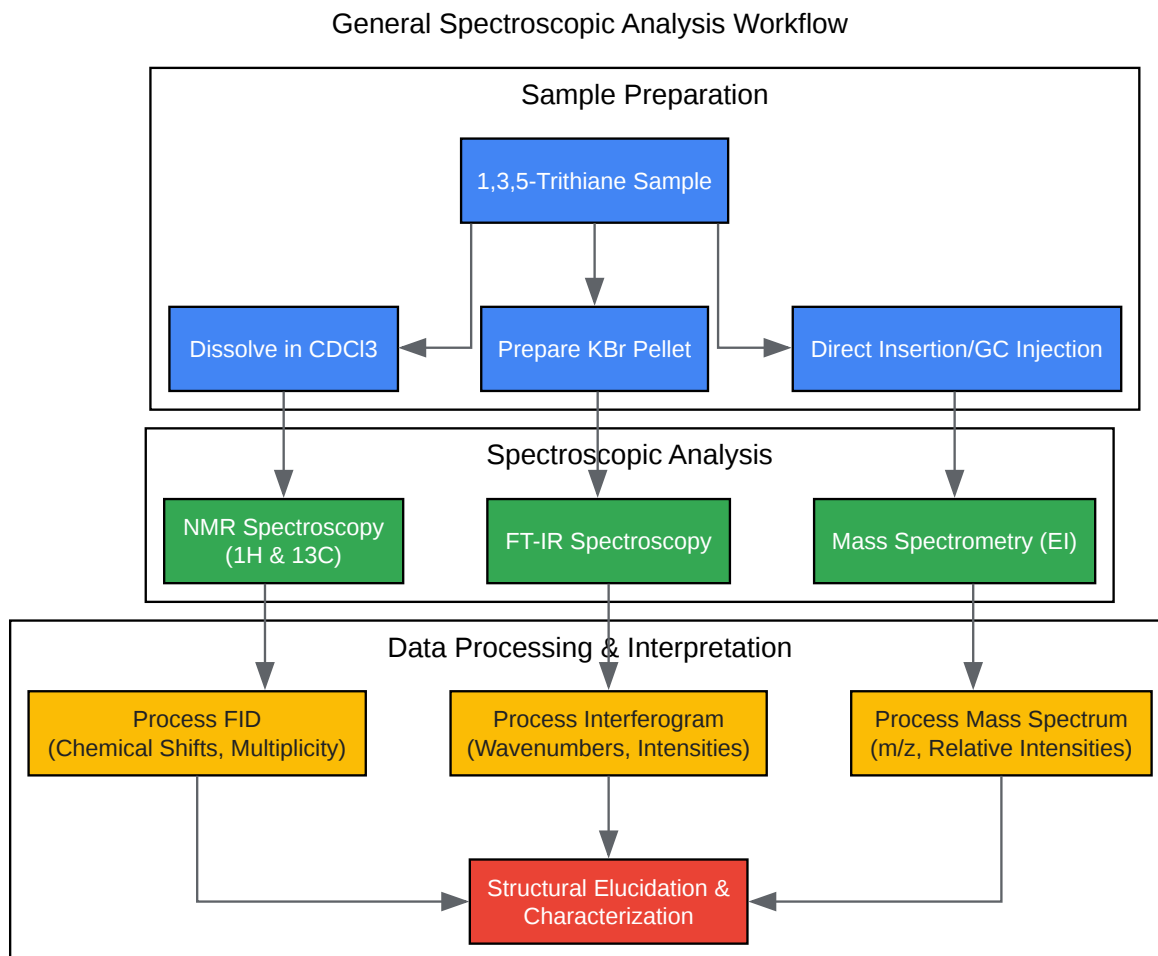 General Spectroscopic Analysis Workflow
Sample Preparation
1,3,5-Trithiane Sample
Dissolve in CDCl3
Prepare KBr Pellet
Direct Insertion/GC Injection
Spectroscopic Analysis
NMR Spectroscopy
(1H & 13C)
FT-IR Spectroscopy
Mass Spectrometry (EI)
Data Processing & Interpretation
Process FID
(Chemical Shifts, Multiplicity)
Process Interferogram
(Wavenumbers, Intensities)
Process Mass Spectrum
(m/z, Relative Intensities)
Structural Elucidation &
Characterization